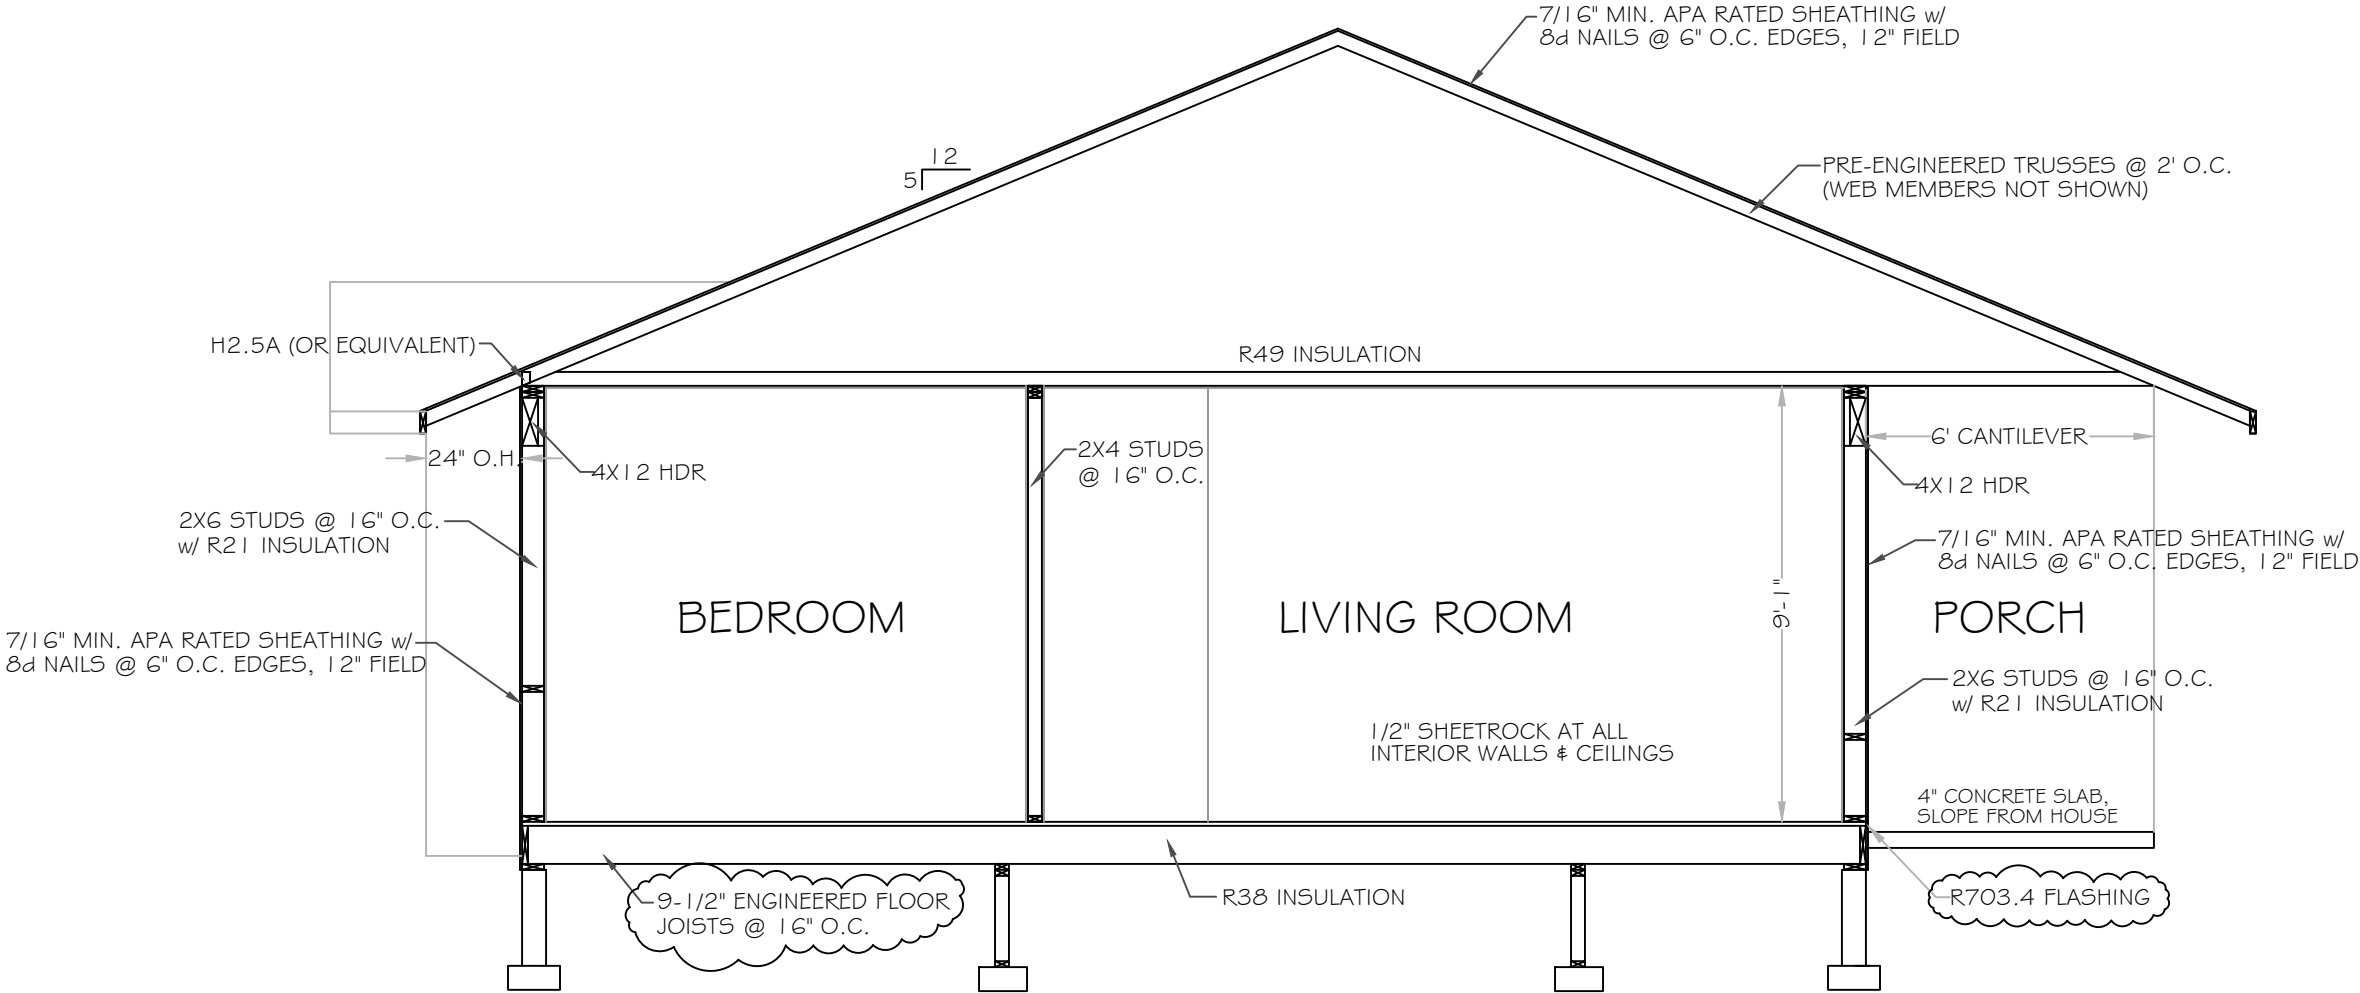 7/16" MIN. APA RATED SHEATHING w/
8d NAILS @ 6" O.C. EDGES, 12" FIELD
12
5
PRE-ENGINEERED TRUSSES @ 2' O.C.
(WEB MEMBERS NOT SHOWN)
H2.5A (OR EQUIVALENT)
R49 INSULATION
24" O.H.
4X12 HDR
2X4 STUDS
@ 16" O.C.
6' CANTILEVER
4X12 HDR
2X6 STUDS @ 16" O.C.
w/ R21 INSULATION
7/16" MIN. APA RATED SHEATHING w/
8d NAILS @ 6" O.C. EDGES, 12" FIELD
9'-1"
BEDROOM
LIVING ROOM
PORCH
7/16" MIN. APA RATED SHEATHING w/
8d NAILS @ 6" O.C. EDGES, 12" FIELD
2X6 STUDS @ 16" O.C.
w/ R21 INSULATION
1/2" SHEETROCK AT ALL
INTERIOR WALLS & CEILINGS
4" CONCRETE SLAB,
SLOPE FROM HOUSE
9-1/2" ENGINEERED FLOOR
JOISTS @ 16" O.C.
R38 INSULATION
R703.4 FLASHING